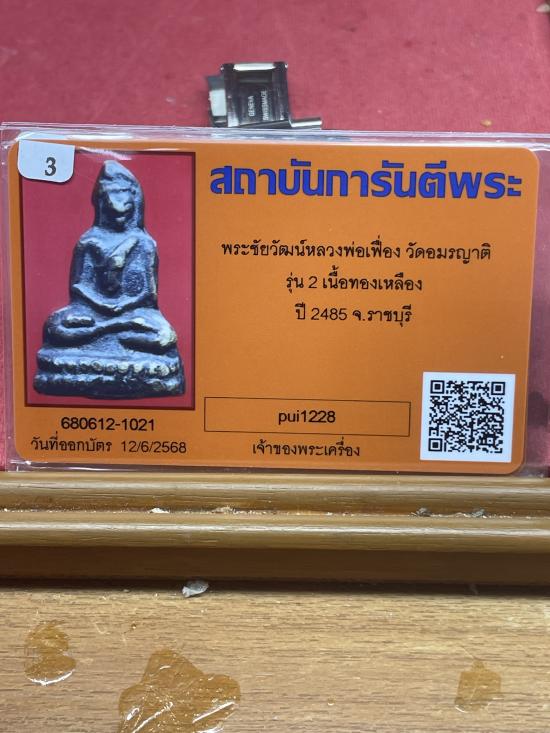 GENEVA
3
สถาบันการันตีพระ
พระชัยวัฒน์หลวงพ่อเฟื่อง วัดอมรญาติ
รุ่น 2 เนื้อทองเหลือง
ปี 2485 จ.ราชบุรี
680612-1021
วันที่ออกบัตร 12/6/2568
pui1228
เจ้าของพระเครื่อง